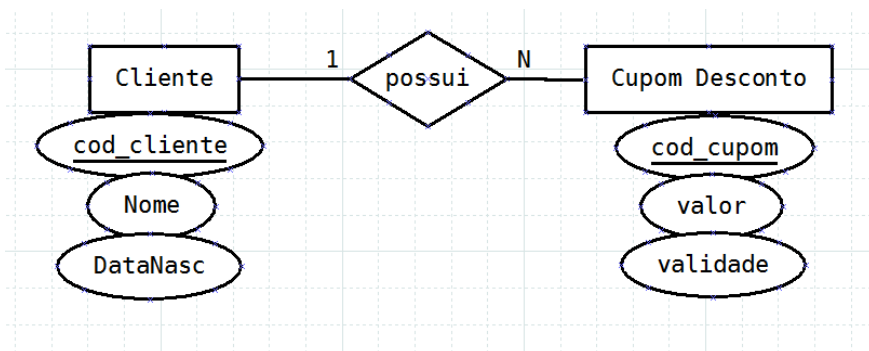 Cliente
1
possui
N
Cupom Desconto
cod_cliente
Nome
DataNasc
cod_cupom
valor
validade